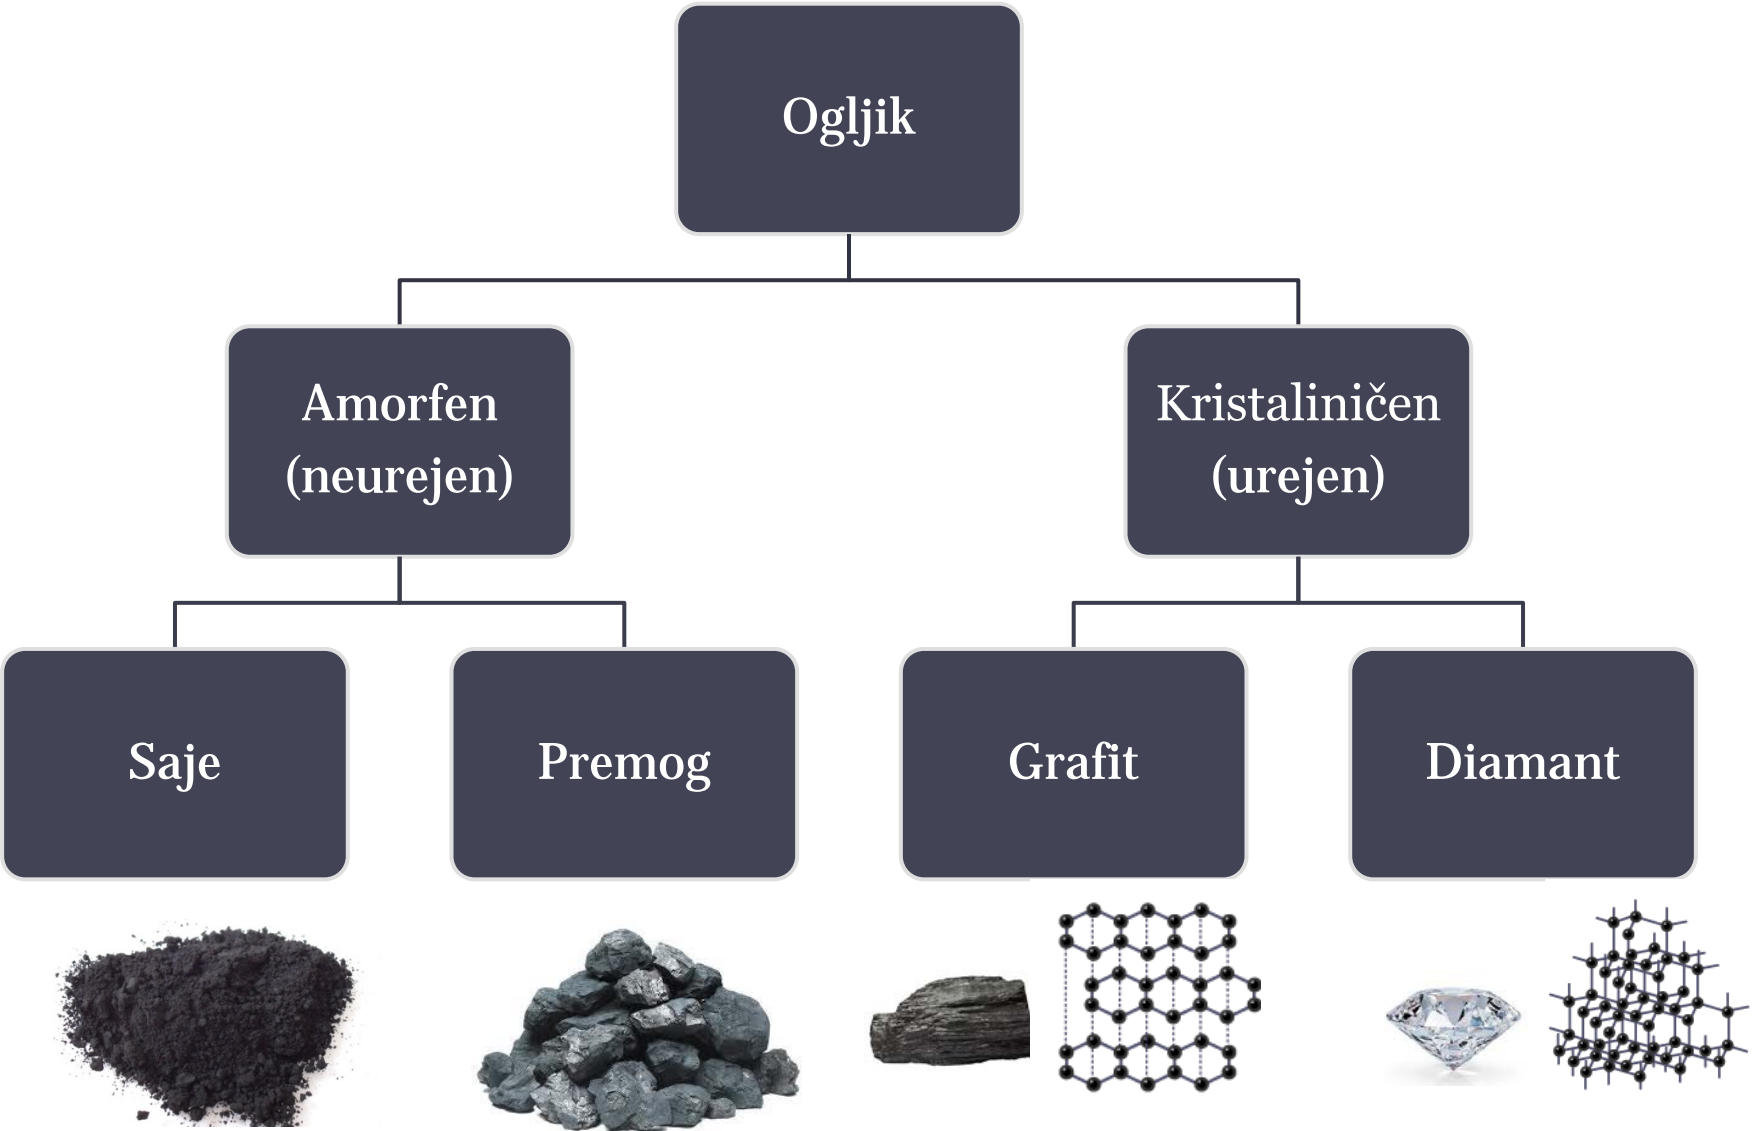 Ogljik
Amorfen
(neurejen)
Kristaliničen
(urejen)
Saje
Premog
Grafit
Diamant